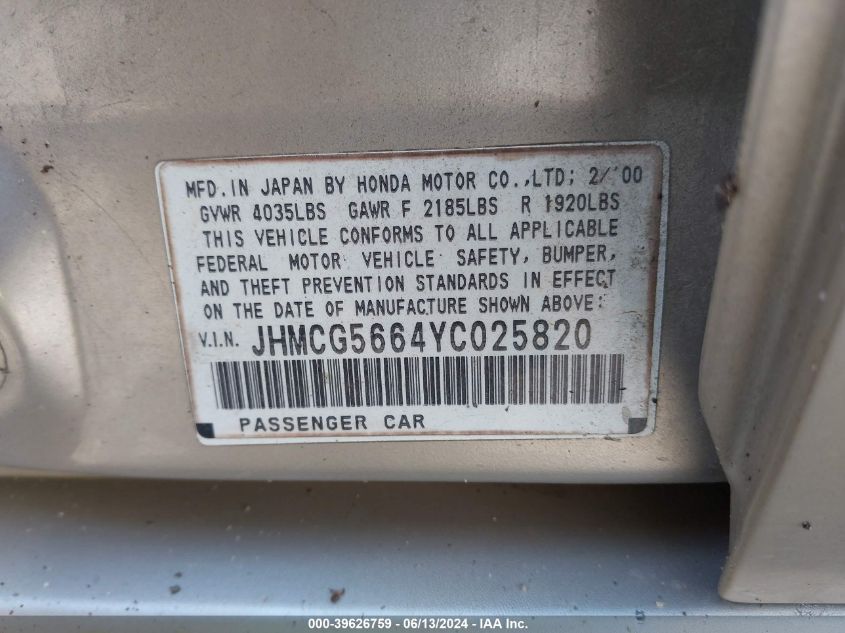 MFD. IN JAPAN BY HONDA MOTOR CO.,LTD; 2/'00
GVWR 4035LBS GAWR F 2185LBS R 1920LBS
THIS VEHICLE CONFORMS TO ALL APPLICABLE
FEDERAL MOTOR VEHICLE SAFETY, BUMPER,
AND THEFT PREVENTION STANDARDS IN EFFECT
ON THE DATE OF MANUFACTURE SHOWN ABOVE:
V.I.N. JHMCG5664YC025820
PASSENGER CAR
000-39626759 - 06/13/2024 - IAA Inc.